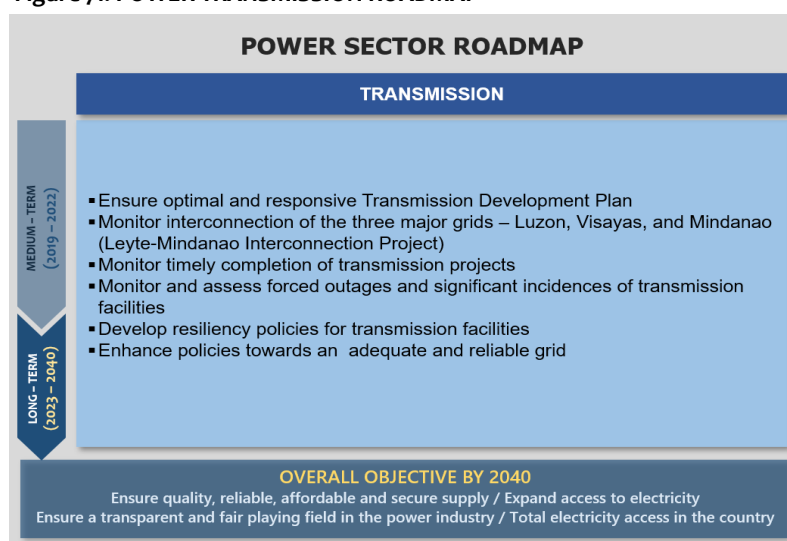 POWER SECTOR ROADMAP
TRANSMISSION
MEDIUM – TERM
(2019 – 2022)
▪Ensure optimal and responsive Transmission Development Plan
▪Monitor interconnection of the three major grids – Luzon, Visayas, and Mindanao
(Leyte-Mindanao Interconnection Project)
▪Monitor timely completion of transmission projects
▪Monitor and assess forced outages and significant incidences of transmission
facilities
▪Develop resiliency policies for transmission facilities
▪Enhance policies towards an adequate and reliable grid
LONG – TERM
(2023 – 2040)
OVERALL OBJECTIVE BY 2040
Ensure quality, reliable, affordable and secure supply / Expand access to electricity
Ensure a transparent and fair playing field in the power industry / Total electricity access in the country